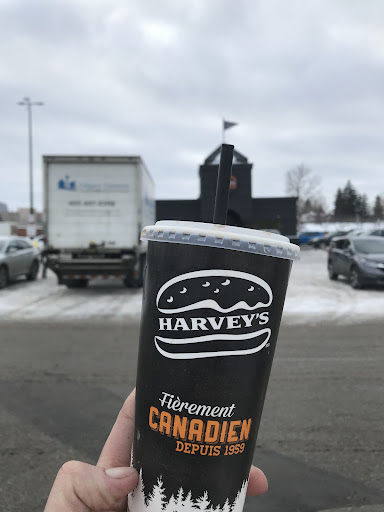 HARVEY'S
Fièrement
CANADIEN
DEPUIS 1959